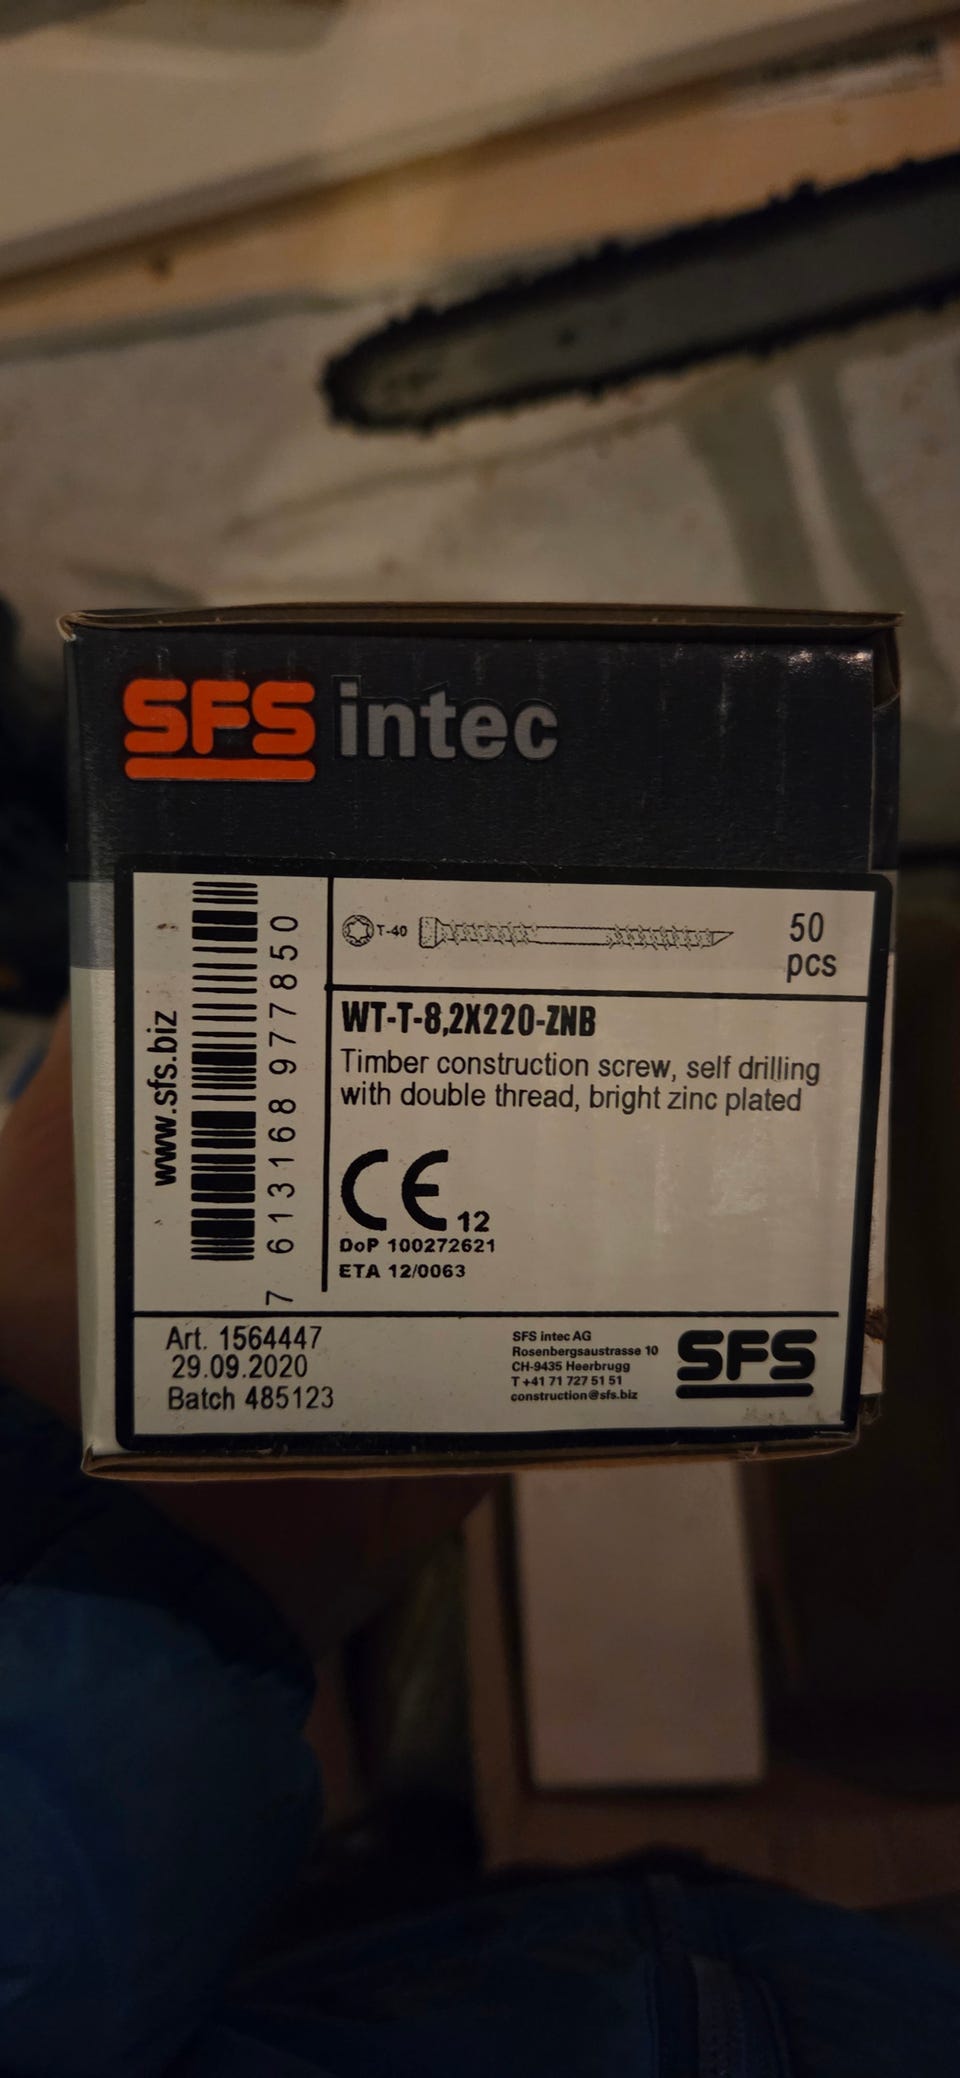 SFS intec
T-40
50
pcs
WT-T-8,2X220-ZNB
Timber construction screw, self drilling
with double thread, bright zinc plated
CE 12
DoP 100272621
ETA 12/0063
www.sfs.biz
7 613168 977850
Art. 1564447
29.09.2020
Batch 485123
SFS intec AG
Rosenbergsaustrasse 10
CH-9435 Heerbrugg
T +41 71 727 51 51
construction@sfs.biz
SFS